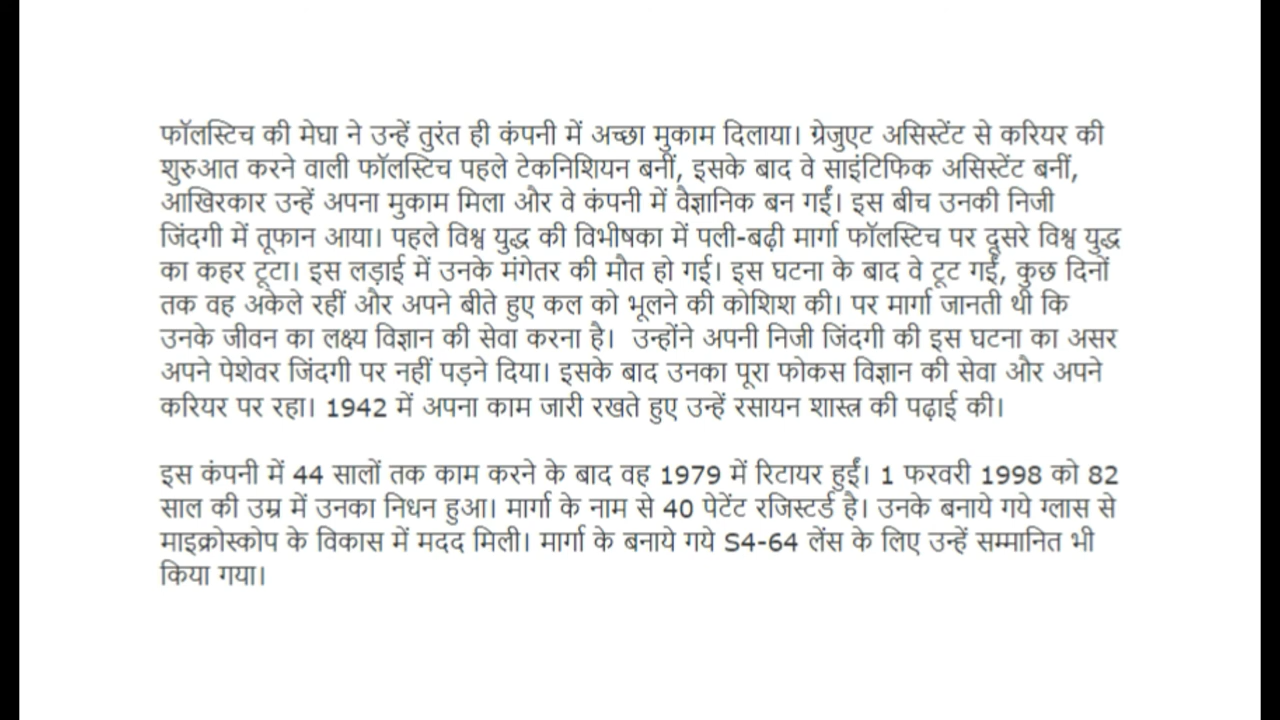 फॉलस्टिच की मेघा ने उन्हें तुरंत ही कंपनी में अच्छा मुकाम दिलाया। ग्रेजुएट असिस्टेंट से करियर की
शुरुआत करने वाली फॉलस्टिच पहले टेकनिशियन बनीं, इसके बाद वे साइंटिफिक असिस्टेंट बनीं,
आखिरकार उन्हें अपना मुकाम मिला और वे कंपनी में वैज्ञानिक बन गईं। इस बीच उनकी निजी
जिंदगी में तूफान आया। पहले विश्व युद्ध की विभीषका में पली-बढ़ी मार्गा फॉलस्टिच पर दूसरे विश्व युद्ध
का कहर टूटा। इस लड़ाई में उनके मंगेतर की मौत हो गई। इस घटना के बाद वे टूट गईं, कुछ दिनों
तक वह अकेले रहीं और अपने बीते हुए कल को भूलने की कोशिश की। पर मार्गा जानती थी कि
उनके जीवन का लक्ष्य विज्ञान की सेवा करना है। उन्होंने अपनी निजी जिंदगी की इस घटना का असर
अपने पेशेवर जिंदगी पर नहीं पड़ने दिया। इसके बाद उनका पूरा फोकस विज्ञान की सेवा और अपने
करियर पर रहा। 1942 में अपना काम जारी रखते हुए उन्हें रसायन शास्त्र की पढ़ाई की।
इस कंपनी में 44 सालों तक काम करने के बाद वह 1979 में रिटायर हुईं। 1 फरवरी 1998 को 82
साल की उम्र में उनका निधन हुआ। मार्गा के नाम से 40 पेटेंट रजिस्टर्ड है। उनके बनाये गये ग्लास से
माइक्रोस्कोप के विकास में मदद मिली। मार्गा के बनाये गये S4-64 लेंस के लिए उन्हें सम्मानित भी
किया गया।